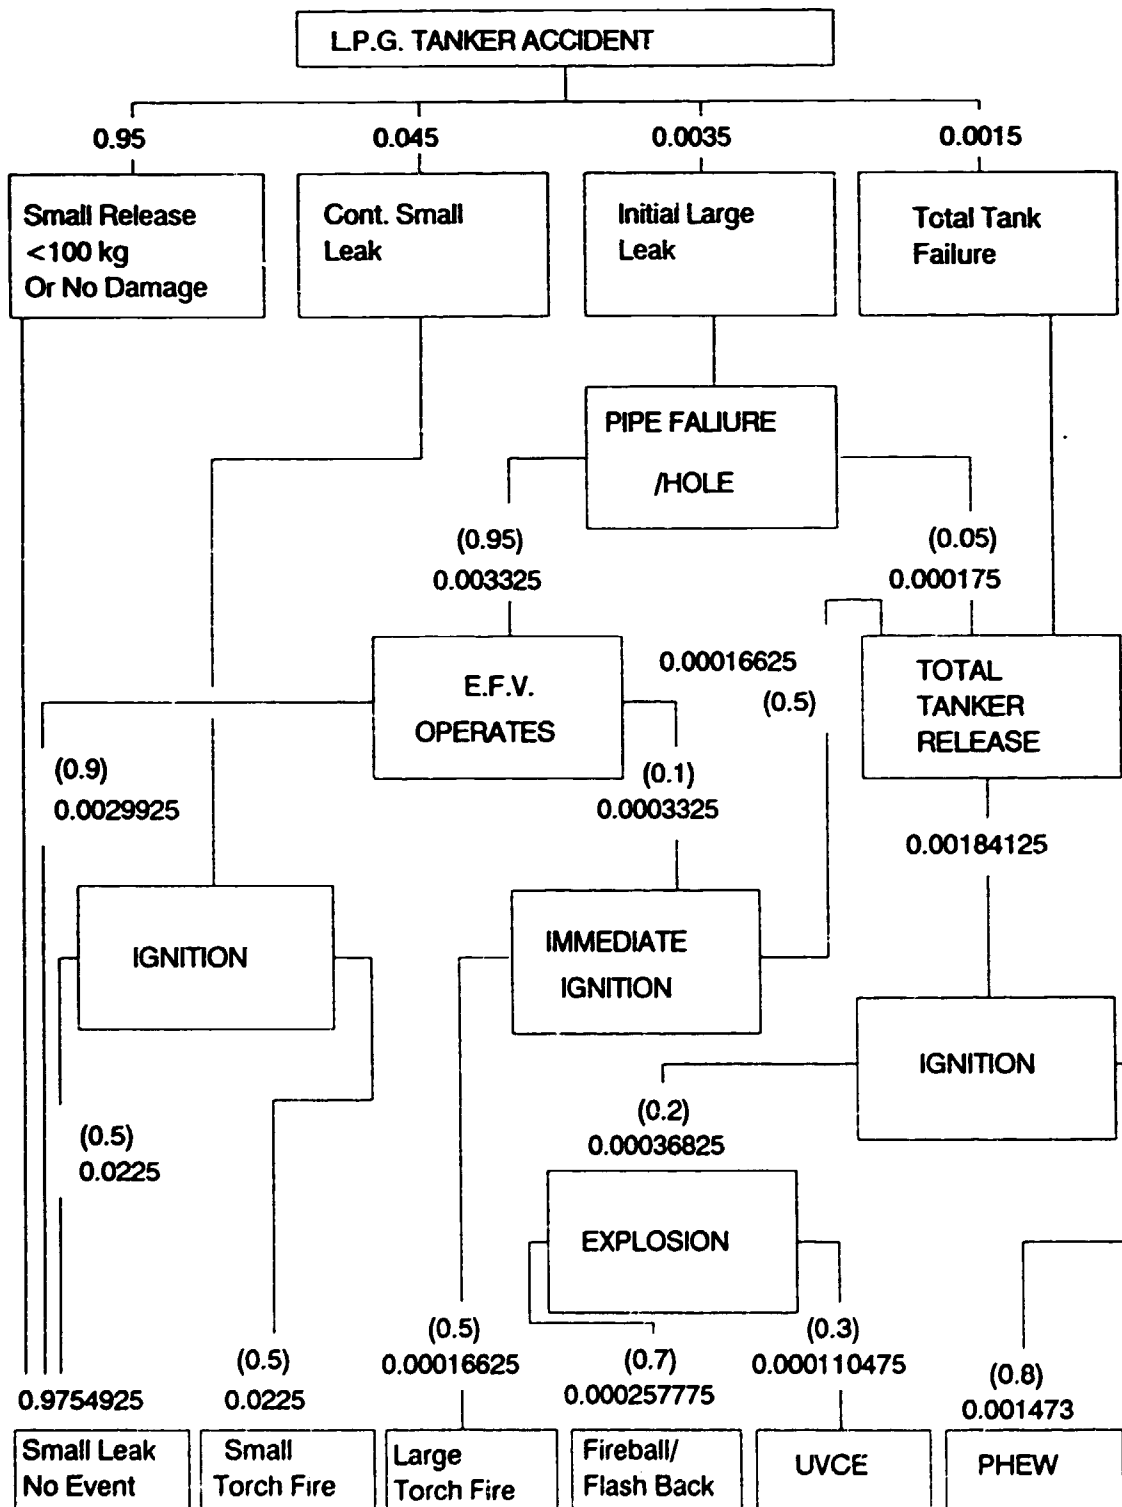 L.P.G. TANKER ACCIDENT
0.95
0.045
0.0035
0.0015
Small Release
<100 kg
Or No Damage
Cont. Small
Leak
Initial Large
Leak
Total Tank
Failure
PIPE FALIURE
/HOLE
(0.95)
0.003325
(0.05)
0.000175
E.F.V.
OPERATES
0.00016625
(0.5)
TOTAL
TANKER
RELEASE
(0.9)
0.0029925
(0.1)
0.0003325
0.00184125
IGNITION
IMMEDIATE
IGNITION
IGNITION
(0.5)
0.0225
(0.2)
0.00036825
EXPLOSION
(0.5)
0.0225
(0.5)
0.00016625
(0.7)
0.000257775
(0.3)
0.000110475
(0.8)
0.001473
0.9754925
Small Leak
No Event
Small
Torch Fire
Large
Torch Fire
Fireball/
Flash Back
UVCE
PHEW